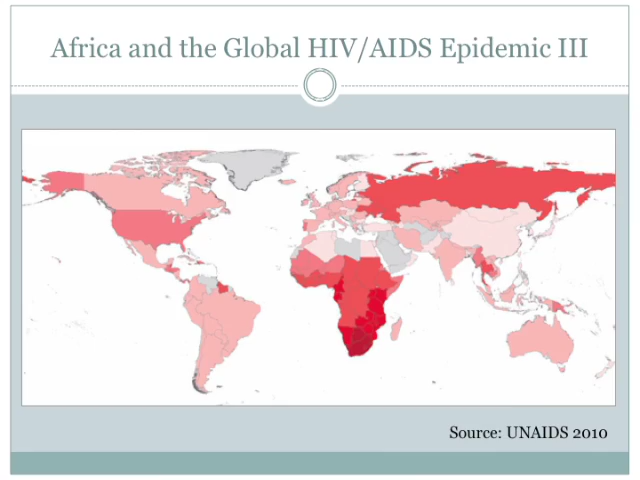 Africa and the Global HIV/AIDS Epidemic III
Source: UNAIDS 2010